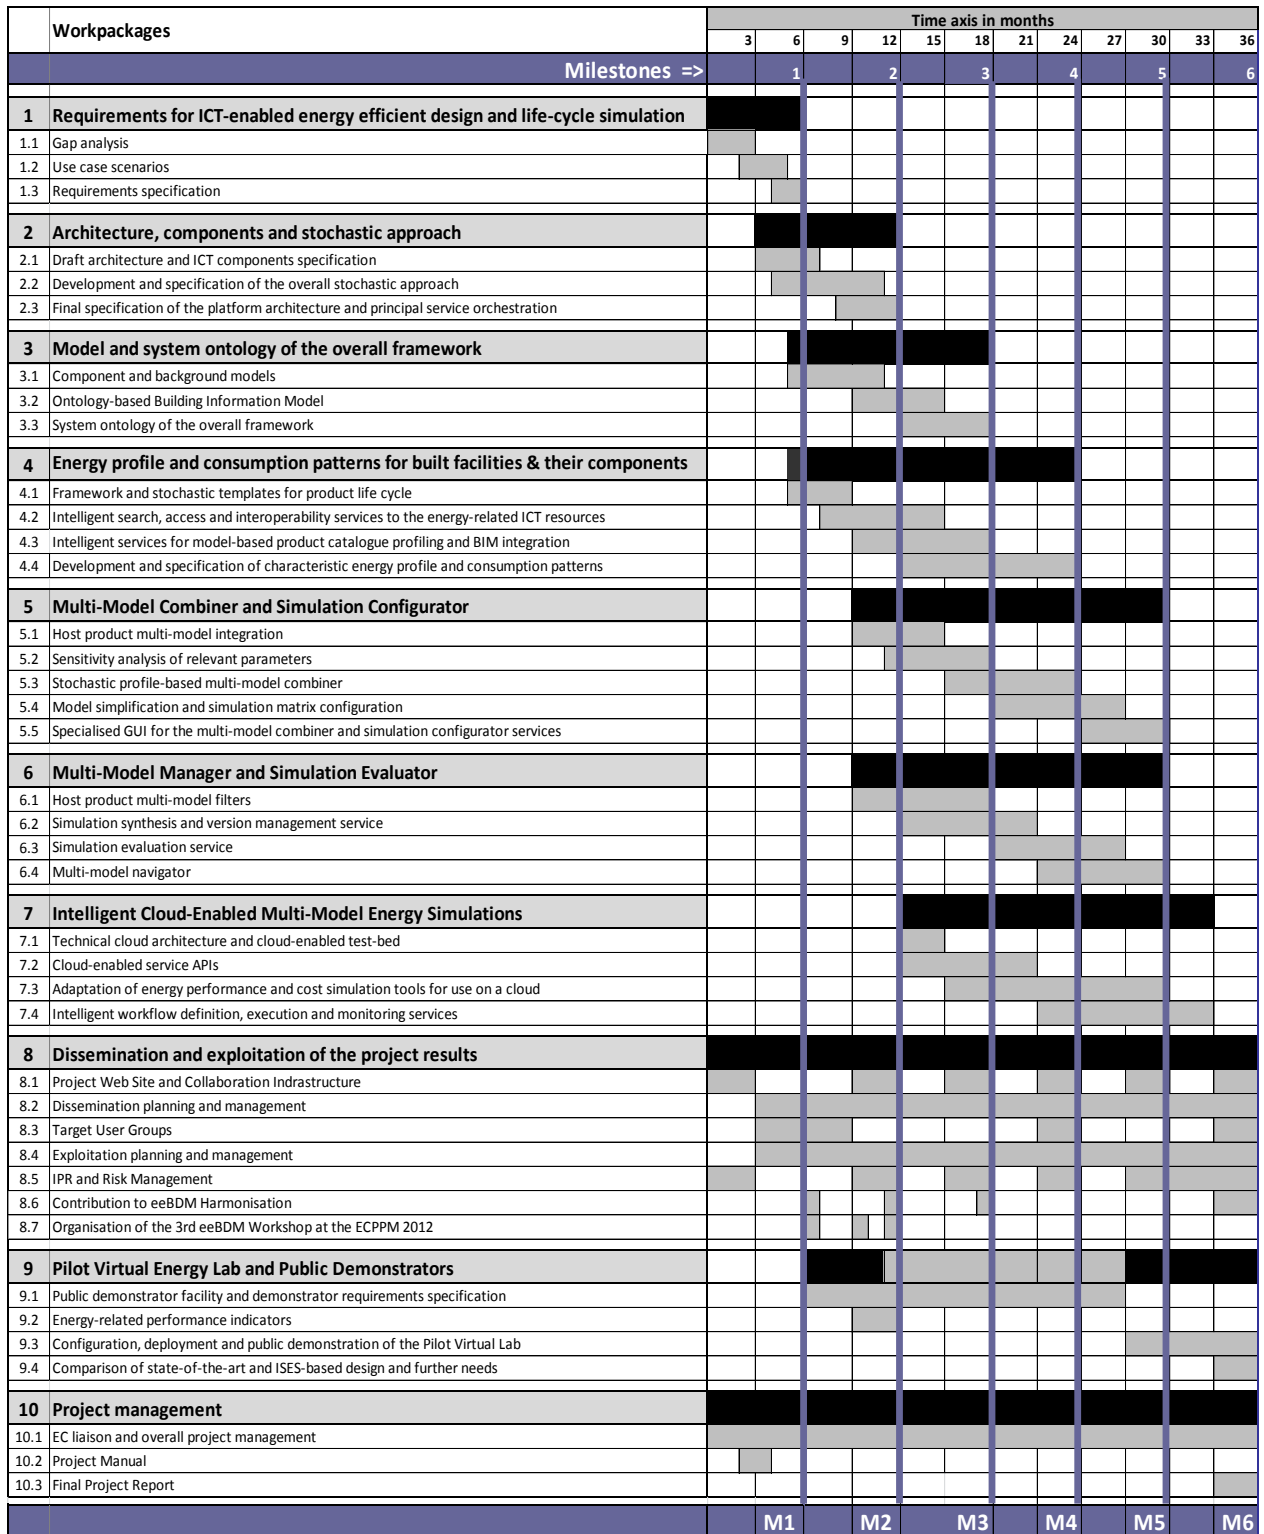 Workpackages
Time axis in months
3 6 9 12 15 18 21 24 27 30 33 36
Milestones => 1 2 3 4 5 6
1 Requirements for ICT-enabled energy efficient design and life-cycle simulation
1.1 Gap analysis
1.2 Use case scenarios
1.3 Requirements specification
2 Architecture, components and stochastic approach
2.1 Draft architecture and ICT components specification
2.2 Development and specification of the overall stochastic approach
2.3 Final specification of the platform architecture and principal service orchestration
3 Model and system ontology of the overall framework
3.1 Component and background models
3.2 Ontology-based Building Information Model
3.3 System ontology of the overall framework
4 Energy profile and consumption patterns for built facilities & their components
4.1 Framework and stochastic templates for product life cycle
4.2 Intelligent search, access and interoperability services to the energy-related ICT resources
4.3 Intelligent services for model-based product catalogue profiling and BIM integration
4.4 Development and specification of characteristic energy profile and consumption patterns
5 Multi-Model Combiner and Simulation Configurator
5.1 Host product multi-model integration
5.2 Sensitivity analysis of relevant parameters
5.3 Stochastic profile-based multi-model combiner
5.4 Model simplification and simulation matrix configuration
5.5 Specialised GUI for the multi-model combiner and simulation configurator services
6 Multi-Model Manager and Simulation Evaluator
6.1 Host product multi-model filters
6.2 Simulation synthesis and version management service
6.3 Simulation evaluation service
6.4 Multi-model navigator
7 Intelligent Cloud-Enabled Multi-Model Energy Simulations
7.1 Technical cloud architecture and cloud-enabled test-bed
7.2 Cloud-enabled service APIs
7.3 Adaptation of energy performance and cost simulation tools for use on a cloud
7.4 Intelligent workflow definition, execution and monitoring services
8 Dissemination and exploitation of the project results
8.1 Project Web Site and Collaboration Indrastructure
8.2 Dissemination planning and management
8.3 Target User Groups
8.4 Exploitation planning and management
8.5 IPR and Risk Management
8.6 Contribution to eeBDM Harmonisation
8.7 Organisation of the 3rd eeBDM Workshop at the ECPPM 2012
9 Pilot Virtual Energy Lab and Public Demonstrators
9.1 Public demonstrator facility and demonstrator requirements specification
9.2 Energy-related performance indicators
9.3 Configuration, deployment and public demonstration of the Pilot Virtual Lab
9.4 Comparison of state-of-the-art and ISES-based design and further needs
10 Project management
10.1 EC liaison and overall project management
10.2 Project Manual
10.3 Final Project Report
M1 M2 M3 M4 M5 M6